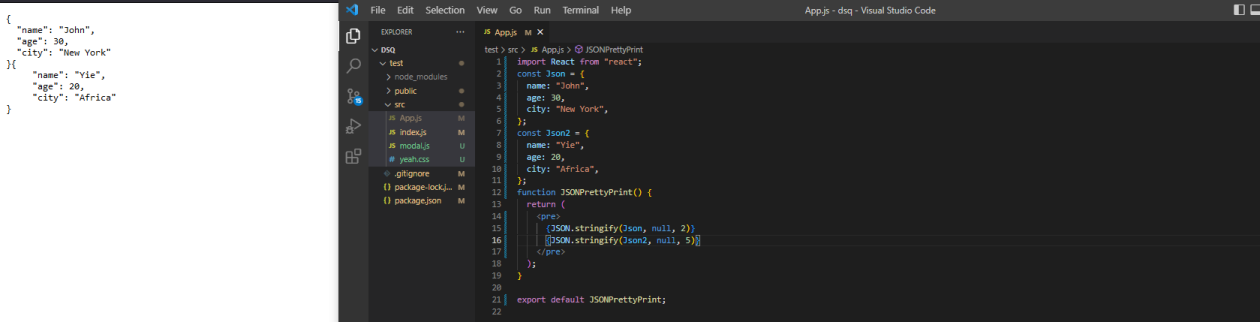 {
  "name": "John",
  "age": 30,
  "city": "New York"
}{
     "name": "Yie",
     "age": 20,
     "city": "Africa"
}
File Edit Selection View Go Run Terminal Help
App.js - dsq - Visual Studio Code
EXPLORER ...
DSQ
test
node_modules
public
src
JS App.js M
JS index.js M
JS modal.js U
# yeah.css U
.gitignore M
{} package-lock.j... M
{} package.json M
15
JS App.js M
test > src > JS App.js > JSONPrettyPrint
1 import React from "react";
2 const Json = {
3   name: "John",
4   age: 30,
5   city: "New York",
6 };
7 const Json2 = {
8   name: "Yie",
9   age: 20,
10   city: "Africa",
11 };
12 function JSONPrettyPrint() {
13   return (
14     <pre>
15       {JSON.stringify(Json, null, 2)}
16       {JSON.stringify(Json2, null, 5)}
17     </pre>
18   );
19 }
20
21 export default JSONPrettyPrint;
22